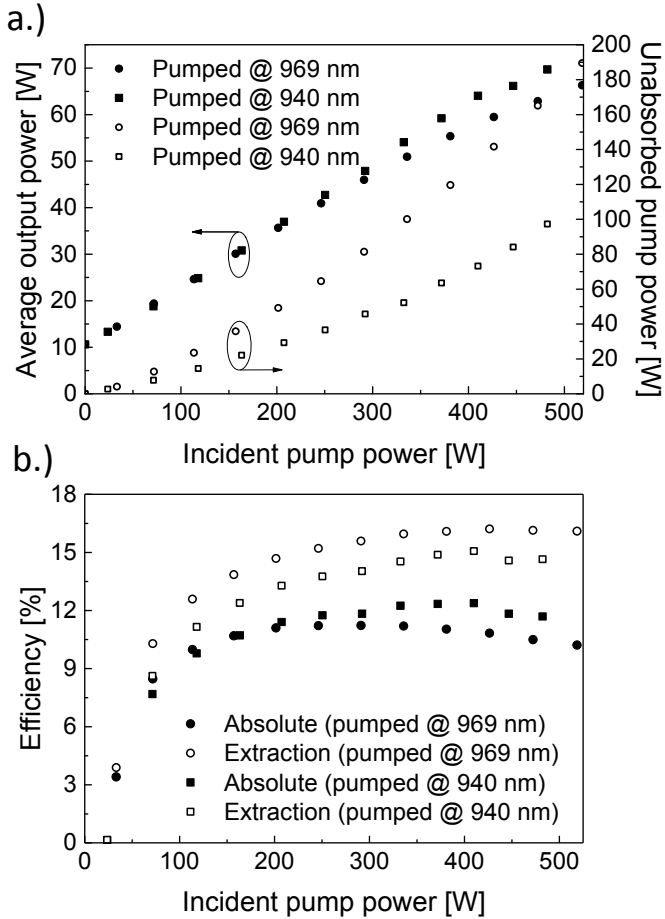 a.)
Average output power [W]
70
60
50
40
30
20
10
0
Pumped @ 969 nm
Pumped @ 940 nm
Pumped @ 969 nm
Pumped @ 940 nm
200
180
160
140
120
100
80
60
40
20
0
Unabsorbed pump power [W]
0 100 200 300 400 500
Incident pump power [W]
b.)
Efficiency [%]
18
15
12
9
6
3
0
Absolute (pumped @ 969 nm)
Extraction (pumped @ 969 nm)
Absolute (pumped @ 940 nm)
Extraction (pumped @ 940 nm)
0 100 200 300 400 500
Incident pump power [W]